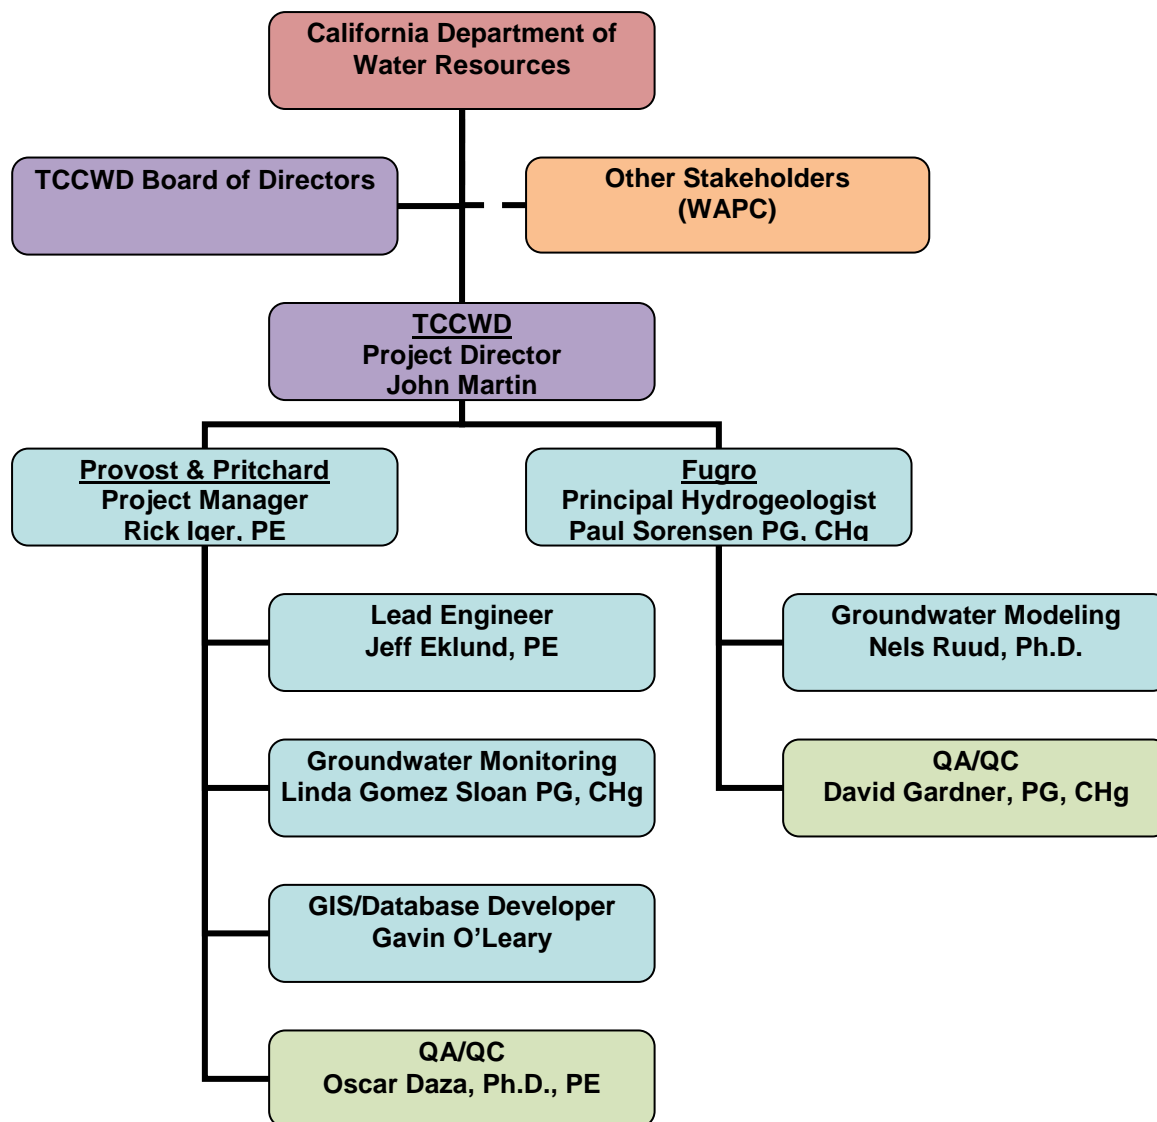 California Department of
Water Resources
TCCWD Board of Directors
Other Stakeholders
(WAPC)
TCCWD
Project Director
John Martin
Provost & Pritchard
Project Manager
Rick Iger, PE
Fugro
Principal Hydrogeologist
Paul Sorensen PG, CHg
Lead Engineer
Jeff Eklund, PE
Groundwater Modeling
Nels Ruud, Ph.D.
Groundwater Monitoring
Linda Gomez Sloan PG, CHg
QA/QC
David Gardner, PG, CHg
GIS/Database Developer
Gavin O’Leary
QA/QC
Oscar Daza, Ph.D., PE